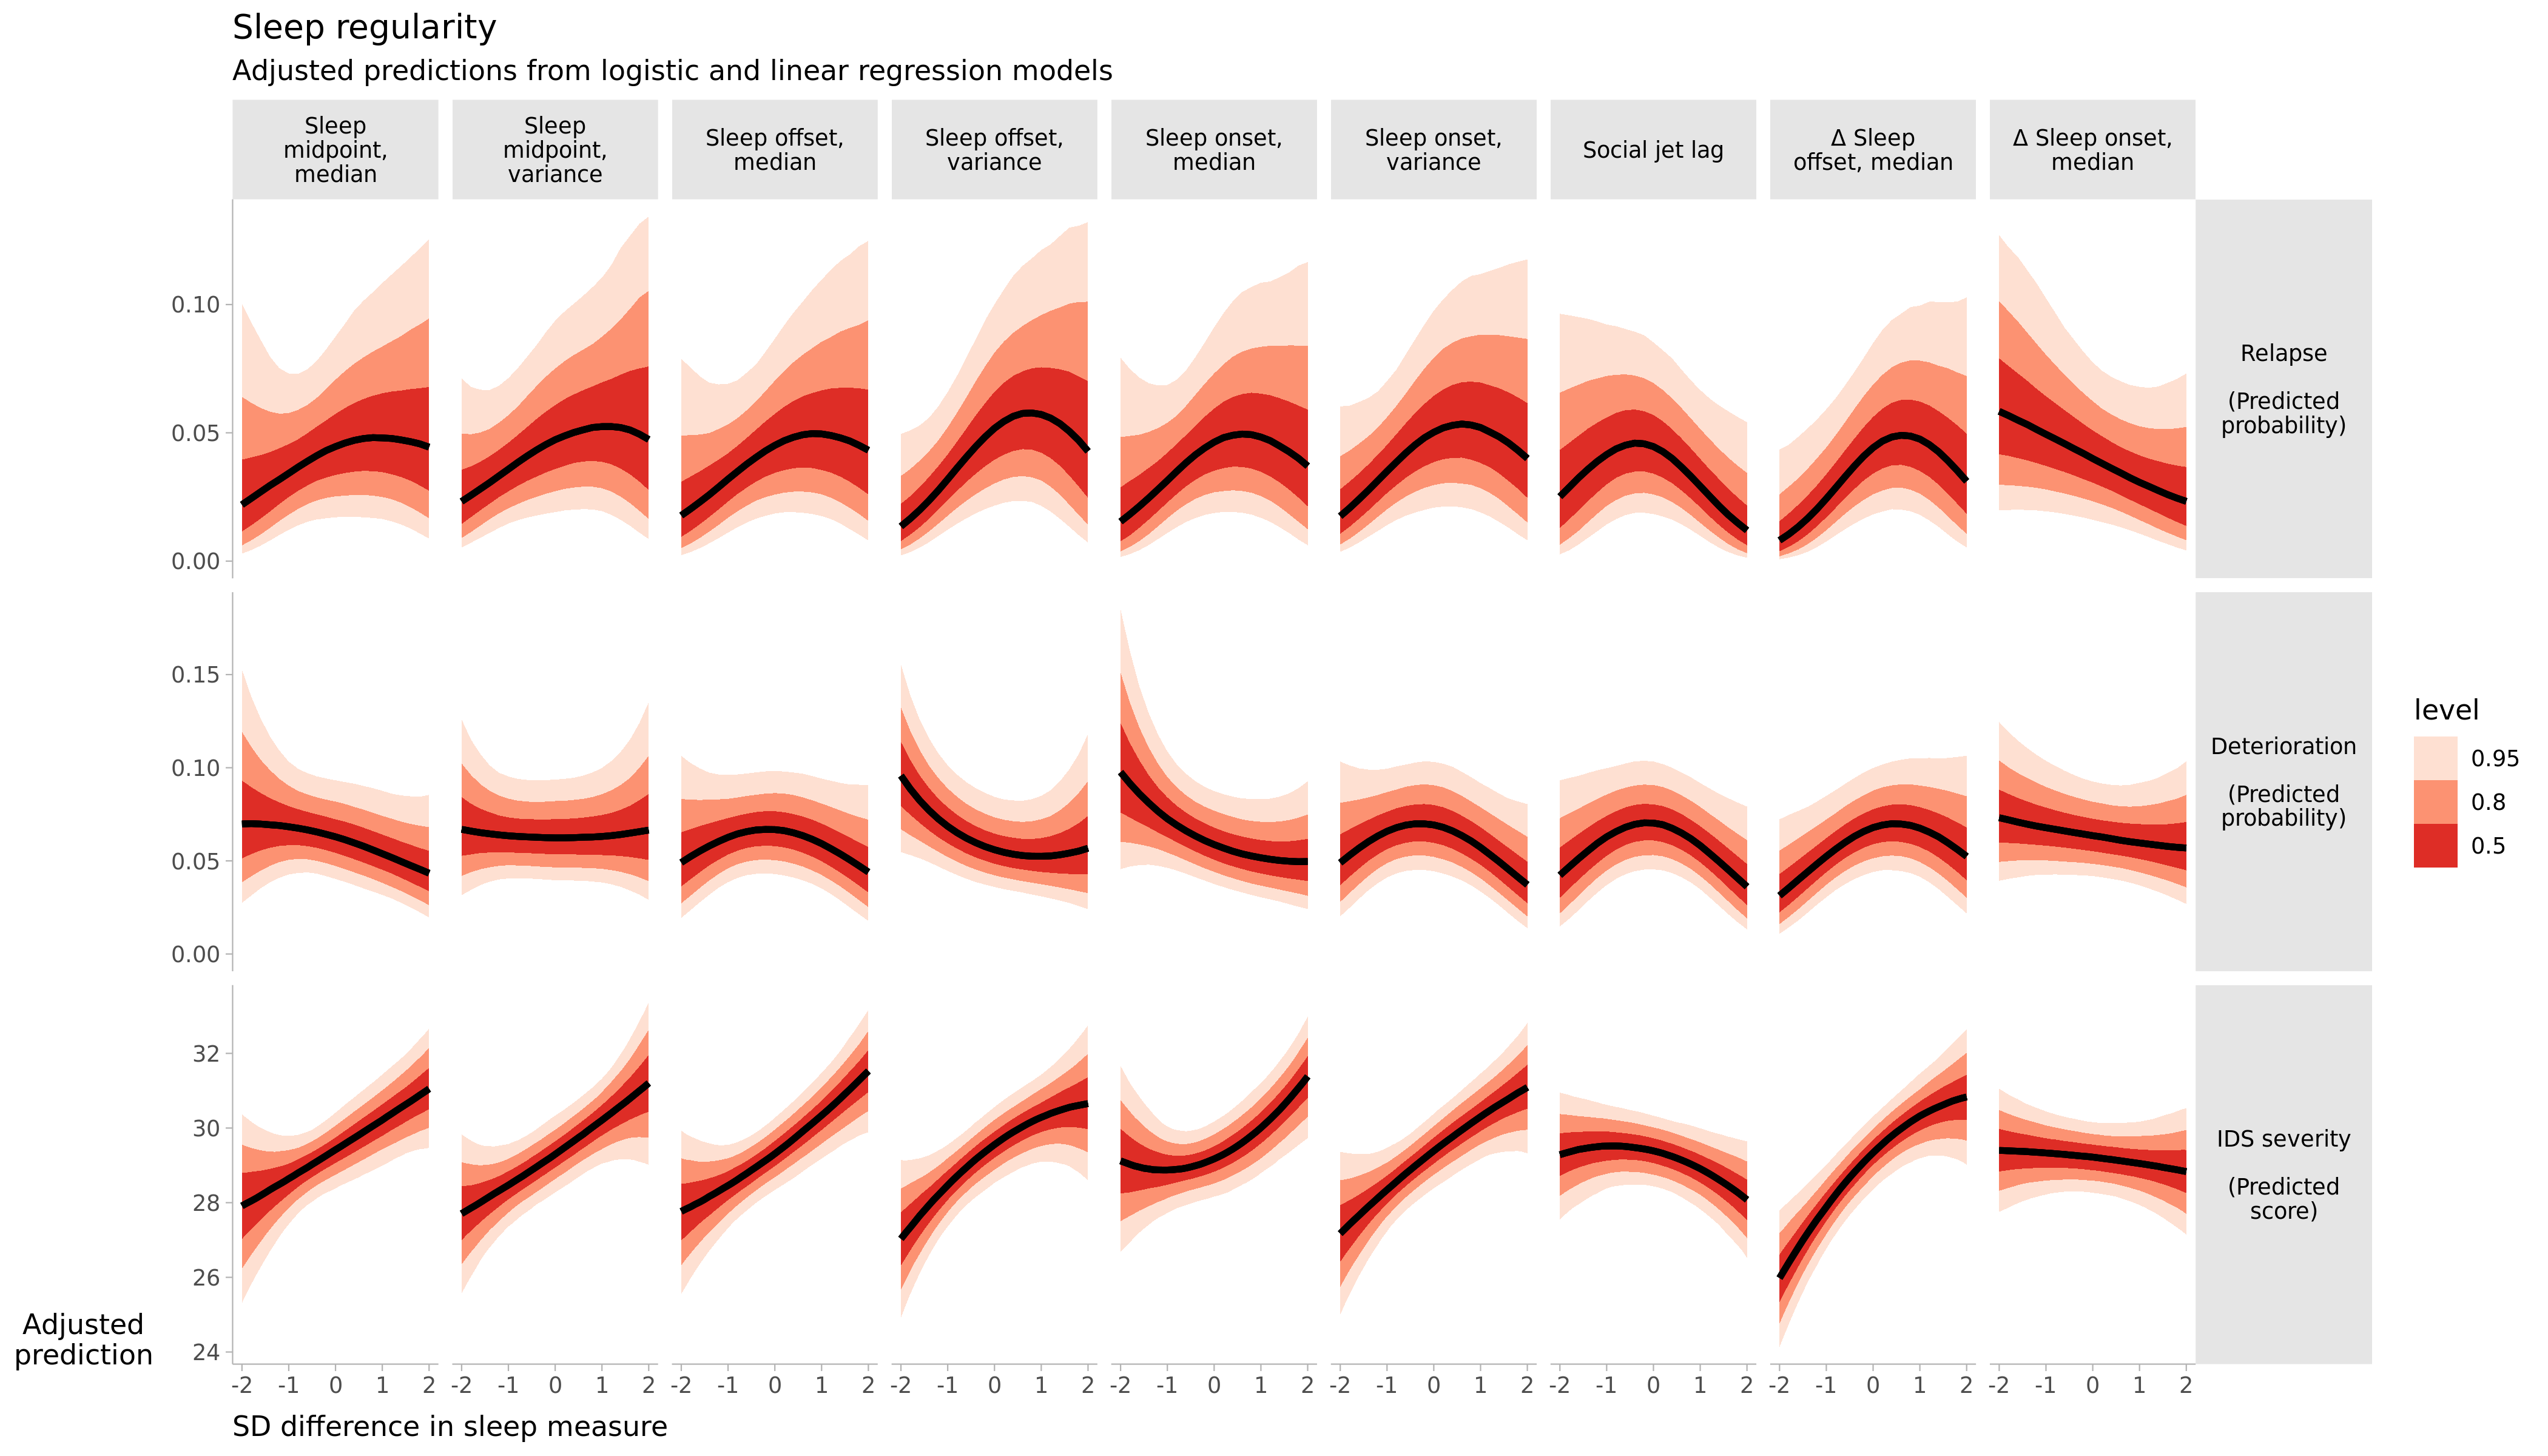 Sleep regularity
Adjusted predictions from logistic and linear regression models
Sleep
midpoint,
median
Sleep
midpoint,
variance
Sleep offset,
median
Sleep offset,
variance
Sleep onset,
median
Sleep onset,
variance
Social jet lag
Δ Sleep
offset, median
Δ Sleep onset,
median
0.10
0.05
0.00
Relapse
(Predicted
probability)
0.15
0.10
0.05
0.00
Deterioration
(Predicted
probability)
32
30
28
26
24
IDS severity
(Predicted
score)
level
0.95
0.8
0.5
Adjusted
prediction
-2 -1 0 1 2 -2 -1 0 1 2 -2 -1 0 1 2 -2 -1 0 1 2 -2 -1 0 1 2 -2 -1 0 1 2 -2 -1 0 1 2 -2 -1 0 1 2 -2 -1 0 1 2
SD difference in sleep measure